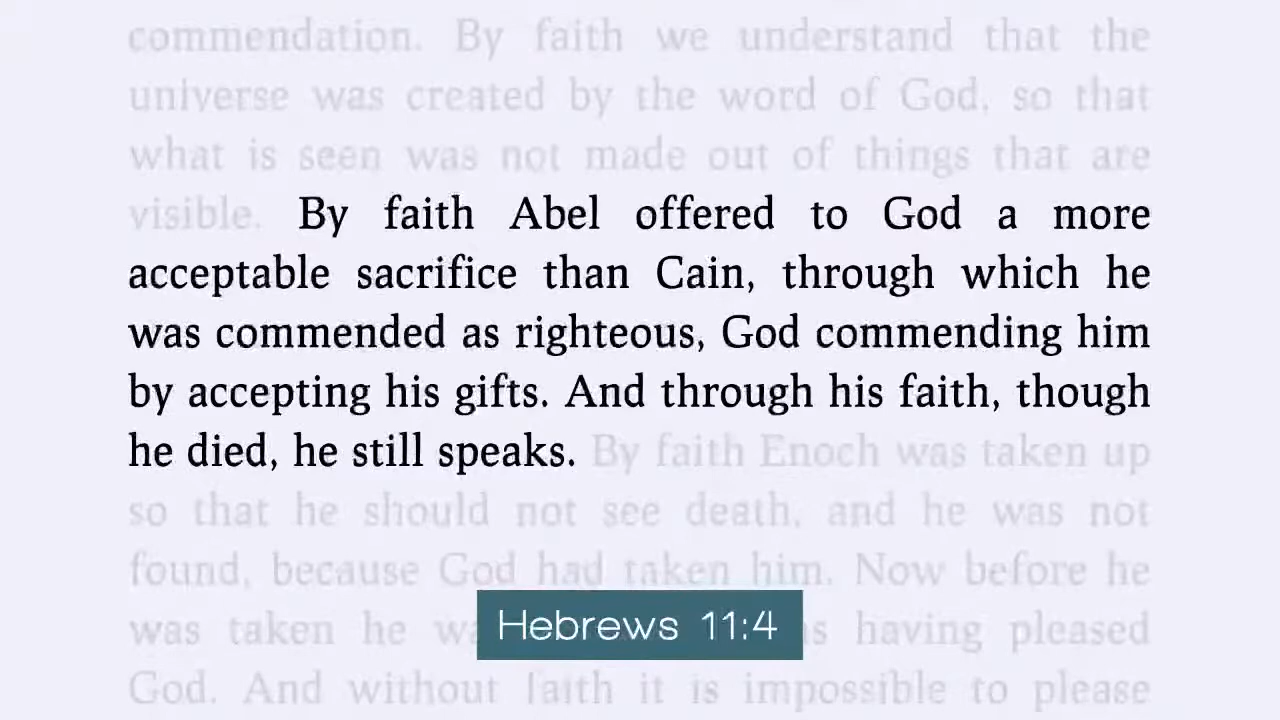 commendation. By faith we understand that the
universe was created by the word of God, so that
what is seen was not made out of things that are
visible. By faith Abel offered to God a more
acceptable sacrifice than Cain, through which he
was commended as righteous, God commending him
by accepting his gifts. And through his faith, though
he died, he still speaks. By faith Enoch was taken up
so that he should not see death, and he was not
found, because God had taken him. Now before he
was taken he having pleased
Hebrews 11:4
God. And without faith it is impossible to please